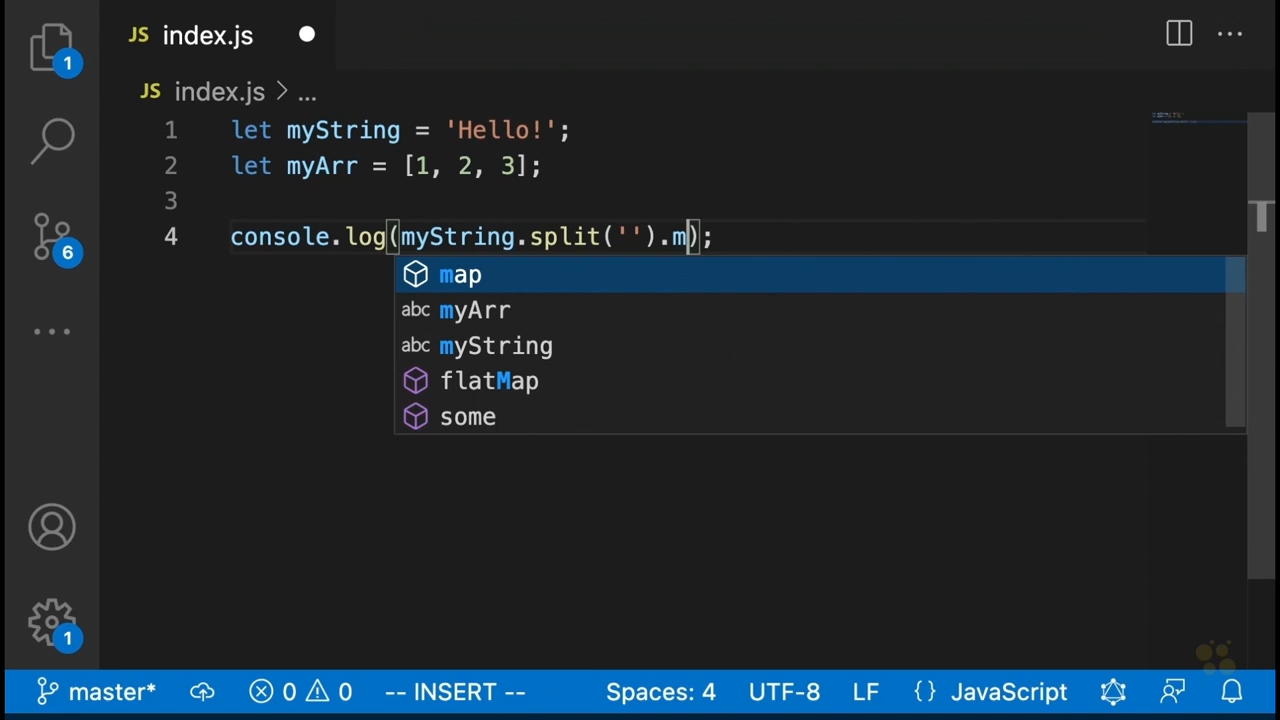 JS index.js
JS index.js > ...
1 let myString = 'Hello!';
2 let myArr = [1, 2, 3];
3
4 console.log(myString.split('').m);
map
abc myArr
abc myString
flatMap
some
1
6
1
master* 0 0 -- INSERT -- Spaces: 4 UTF-8 LF {} JavaScript